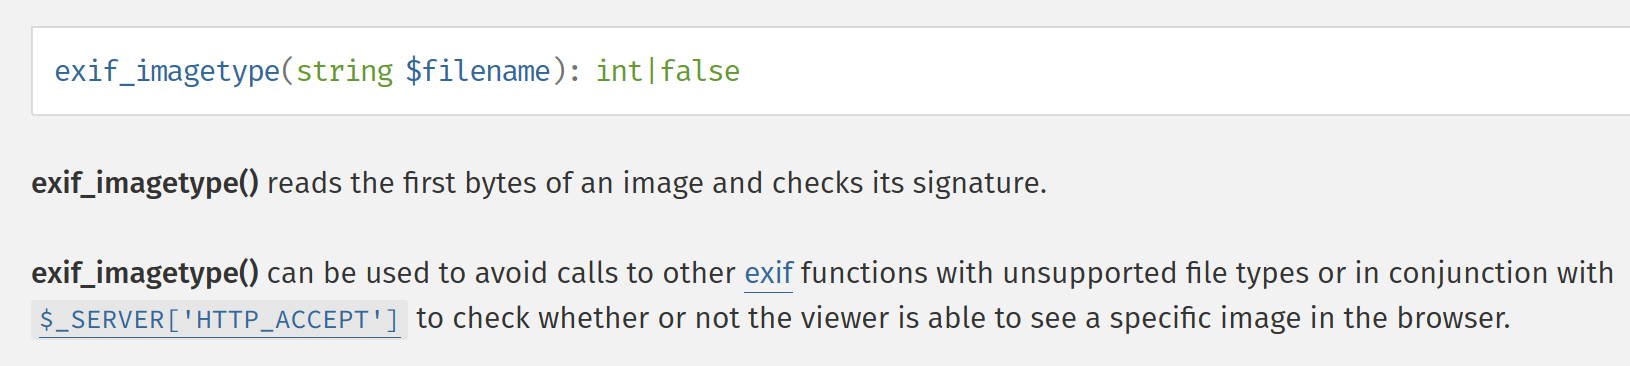 exif_imagetype(string $filename): int|false
exif_imagetype() reads the first bytes of an image and checks its signature.
exif_imagetype() can be used to avoid calls to other exif functions with unsupported file types or in conjunction with
$_SERVER['HTTP_ACCEPT'] to check whether or not the viewer is able to see a specific image in the browser.